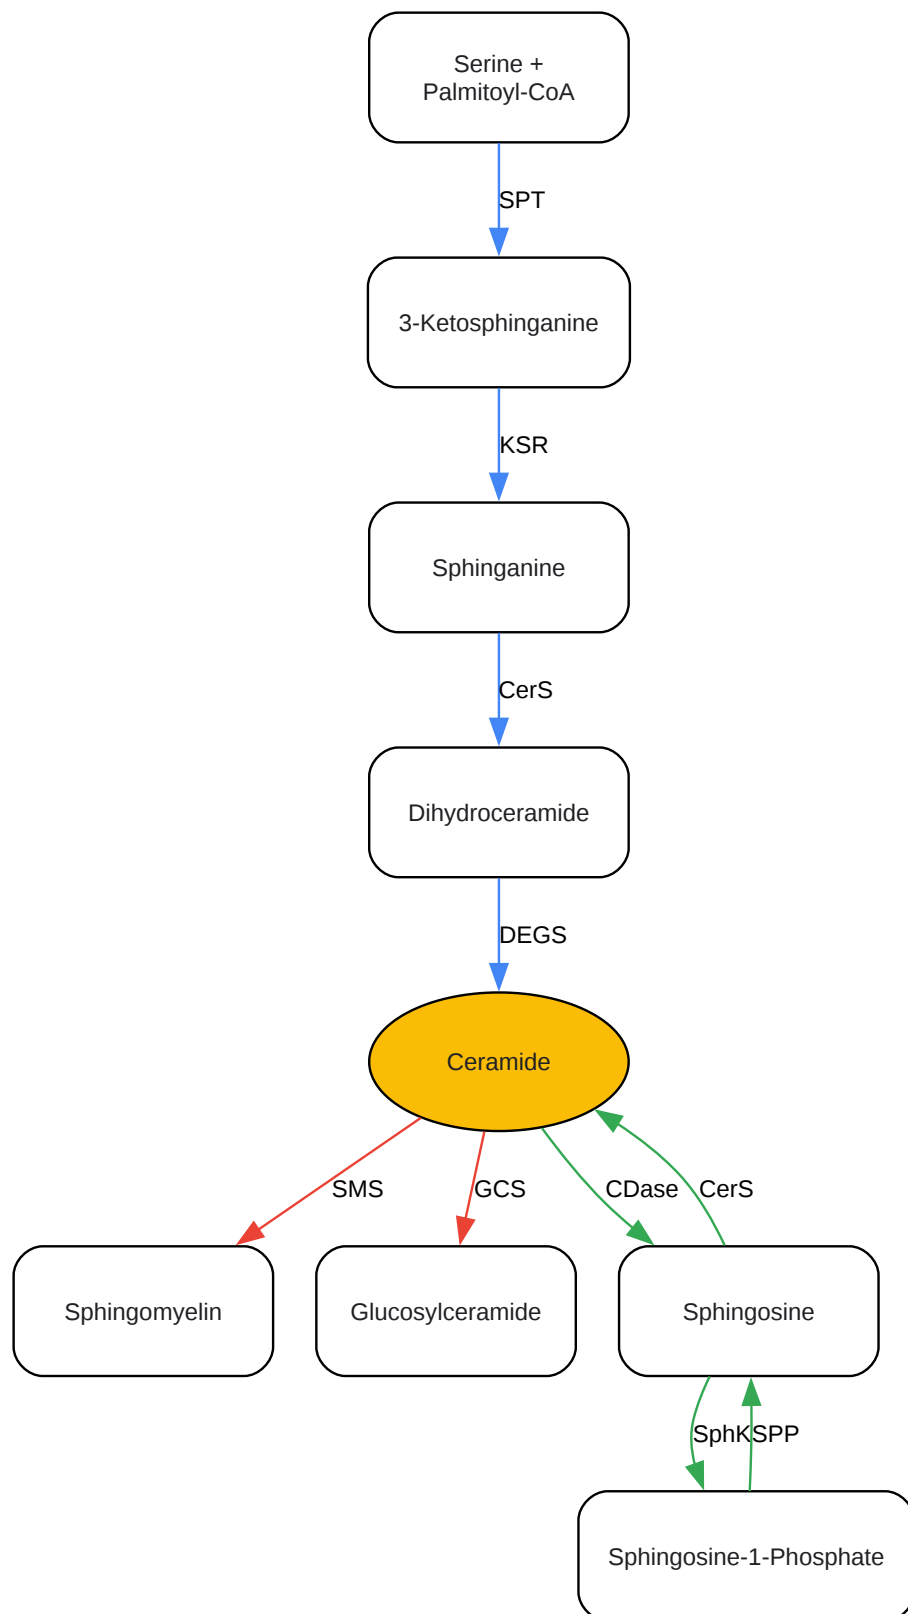 Serine +
Palmitoyl-CoA
SPT
3-Ketosphinganine
KSR
Sphinganine
CerS
Dihydroceramide
DEGS
Ceramide
SMS
GCS
CDase
CerS
Sphingomyelin
Glucosylceramide
Sphingosine
SphK
SPP
Sphingosine-1-Phosphate